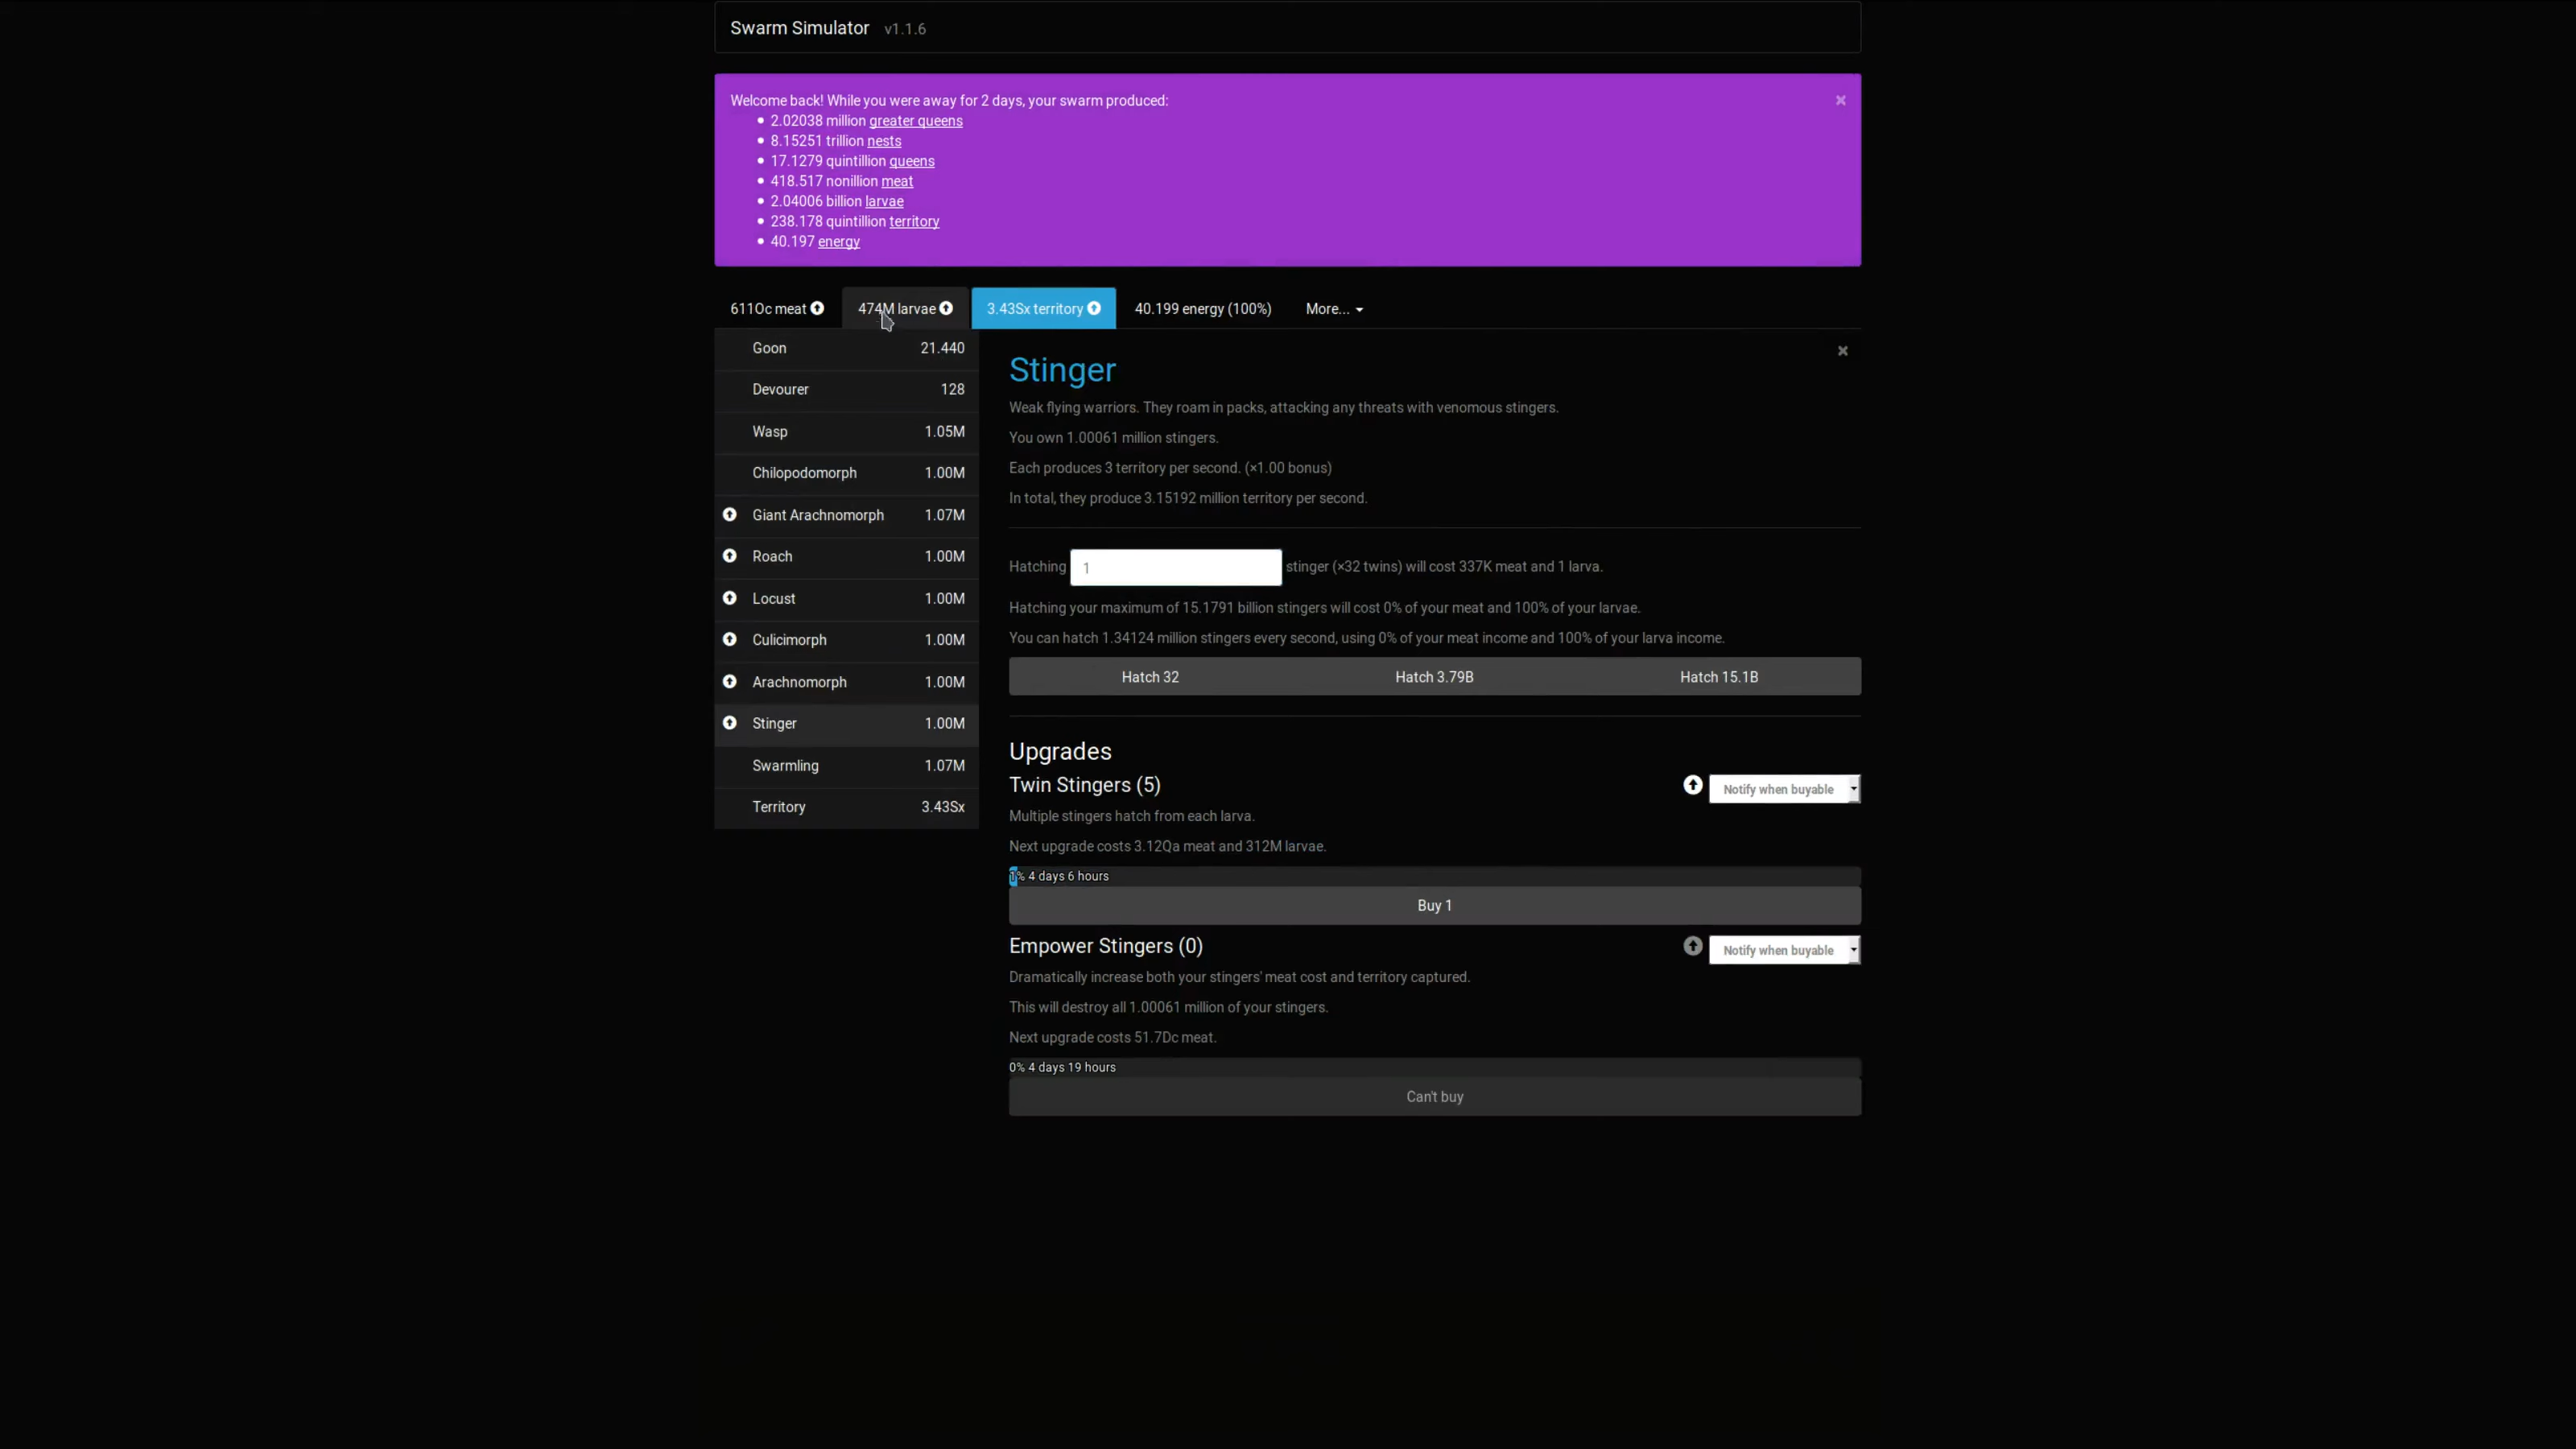 Swarm Simulator v1.1.6
Welcome back! While you were away for 2 days, your swarm produced:
2.02038 million greater queens
8.15251 trillion nests
17.1279 quintillion queens
418.517 nonillion meat
2.04006 billion larvae
238.178 quintillion territory
40.197 energy
611Oc meat 474M larvae 3.43Sx territory 40.199 energy (100%) More...
Goon 21.440
Devourer 128
Wasp 1.05M
Chilopodomorph 1.00M
Giant Arachnomorph 1.07M
Roach 1.00M
Locust 1.00M
Culicimorph 1.00M
Arachnomorph 1.00M
Stinger 1.00M
Swarmling 1.07M
Territory 3.43Sx
Stinger
Weak flying warriors. They roam in packs, attacking any threats with venomous stingers.
You own 1.00061 million stingers.
Each produces 3 territory per second. (×1.00 bonus)
In total, they produce 3.15192 million territory per second.
Hatching 1 stinger (×32 twins) will cost 337K meat and 1 larva.
Hatching your maximum of 15.1791 billion stingers will cost 0% of your meat and 100% of your larvae.
You can hatch 1.34124 million stingers every second, using 0% of your meat income and 100% of your larva income.
Hatch 32 Hatch 3.79B Hatch 15.1B
Upgrades
Twin Stingers (5) Notify when buyable
Multiple stingers hatch from each larva.
Next upgrade costs 3.12Qa meat and 312M larvae.
1% 4 days 6 hours
Buy 1
Empower Stingers (0) Notify when buyable
Dramatically increase both your stingers' meat cost and territory captured.
This will destroy all 1.00061 million of your stingers.
Next upgrade costs 51.7Dc meat.
0% 4 days 19 hours
Can't buy